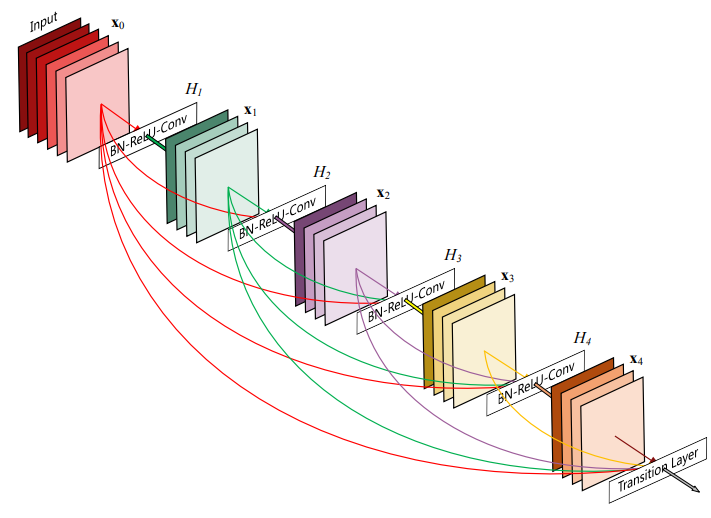 Input
x0
H1
BN-ReLU-Conv
x1
H2
BN-ReLU-Conv
x2
H3
BN-ReLU-Conv
x3
H4
BN-ReLU-Conv
x4
Transition Layer